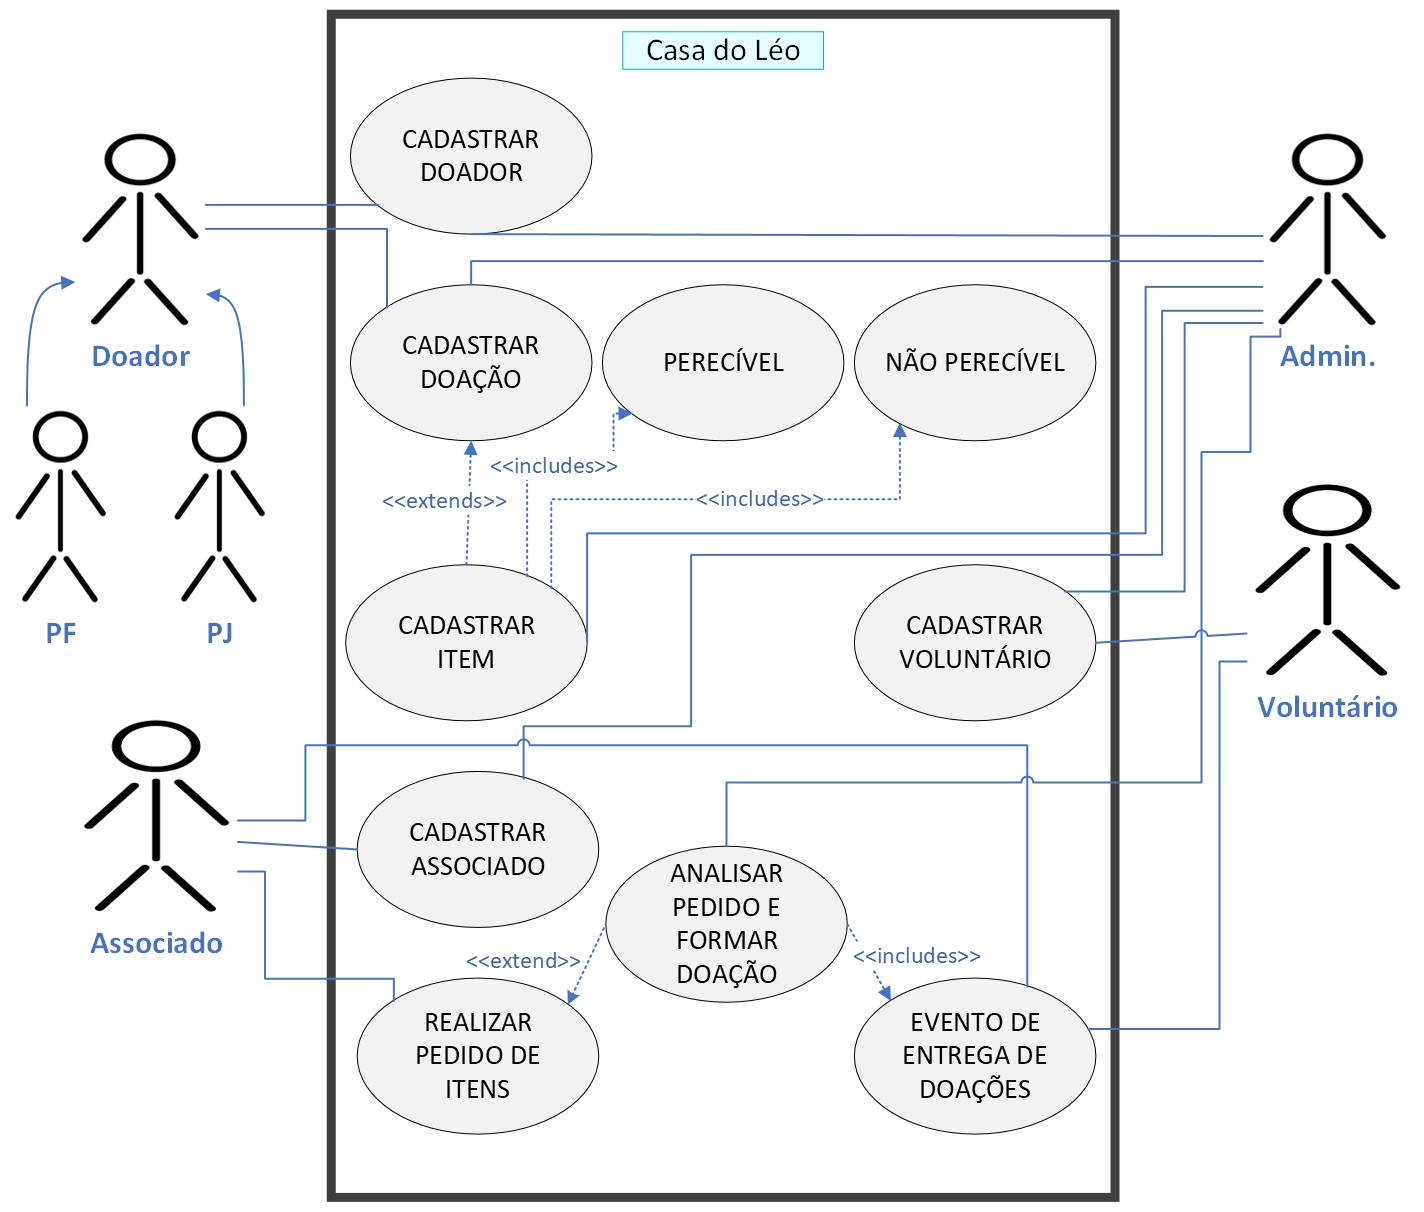 Casa do Léo
CADASTRAR
DOADOR
Doador
CADASTRAR
DOAÇÃO
PERECÍVEL
NÃO PERECÍVEL
Admin.
<<includes>>
<<extends>>
<<includes>>
PF
PJ
CADASTRAR
ITEM
CADASTRAR
VOLUNTÁRIO
Voluntário
CADASTRAR
ASSOCIADO
Associado
ANALISAR
PEDIDO E
FORMAR
DOAÇÃO
<<extend>>
<<includes>>
REALIZAR
PEDIDO DE
ITENS
EVENTO DE
ENTREGA DE
DOAÇÕES